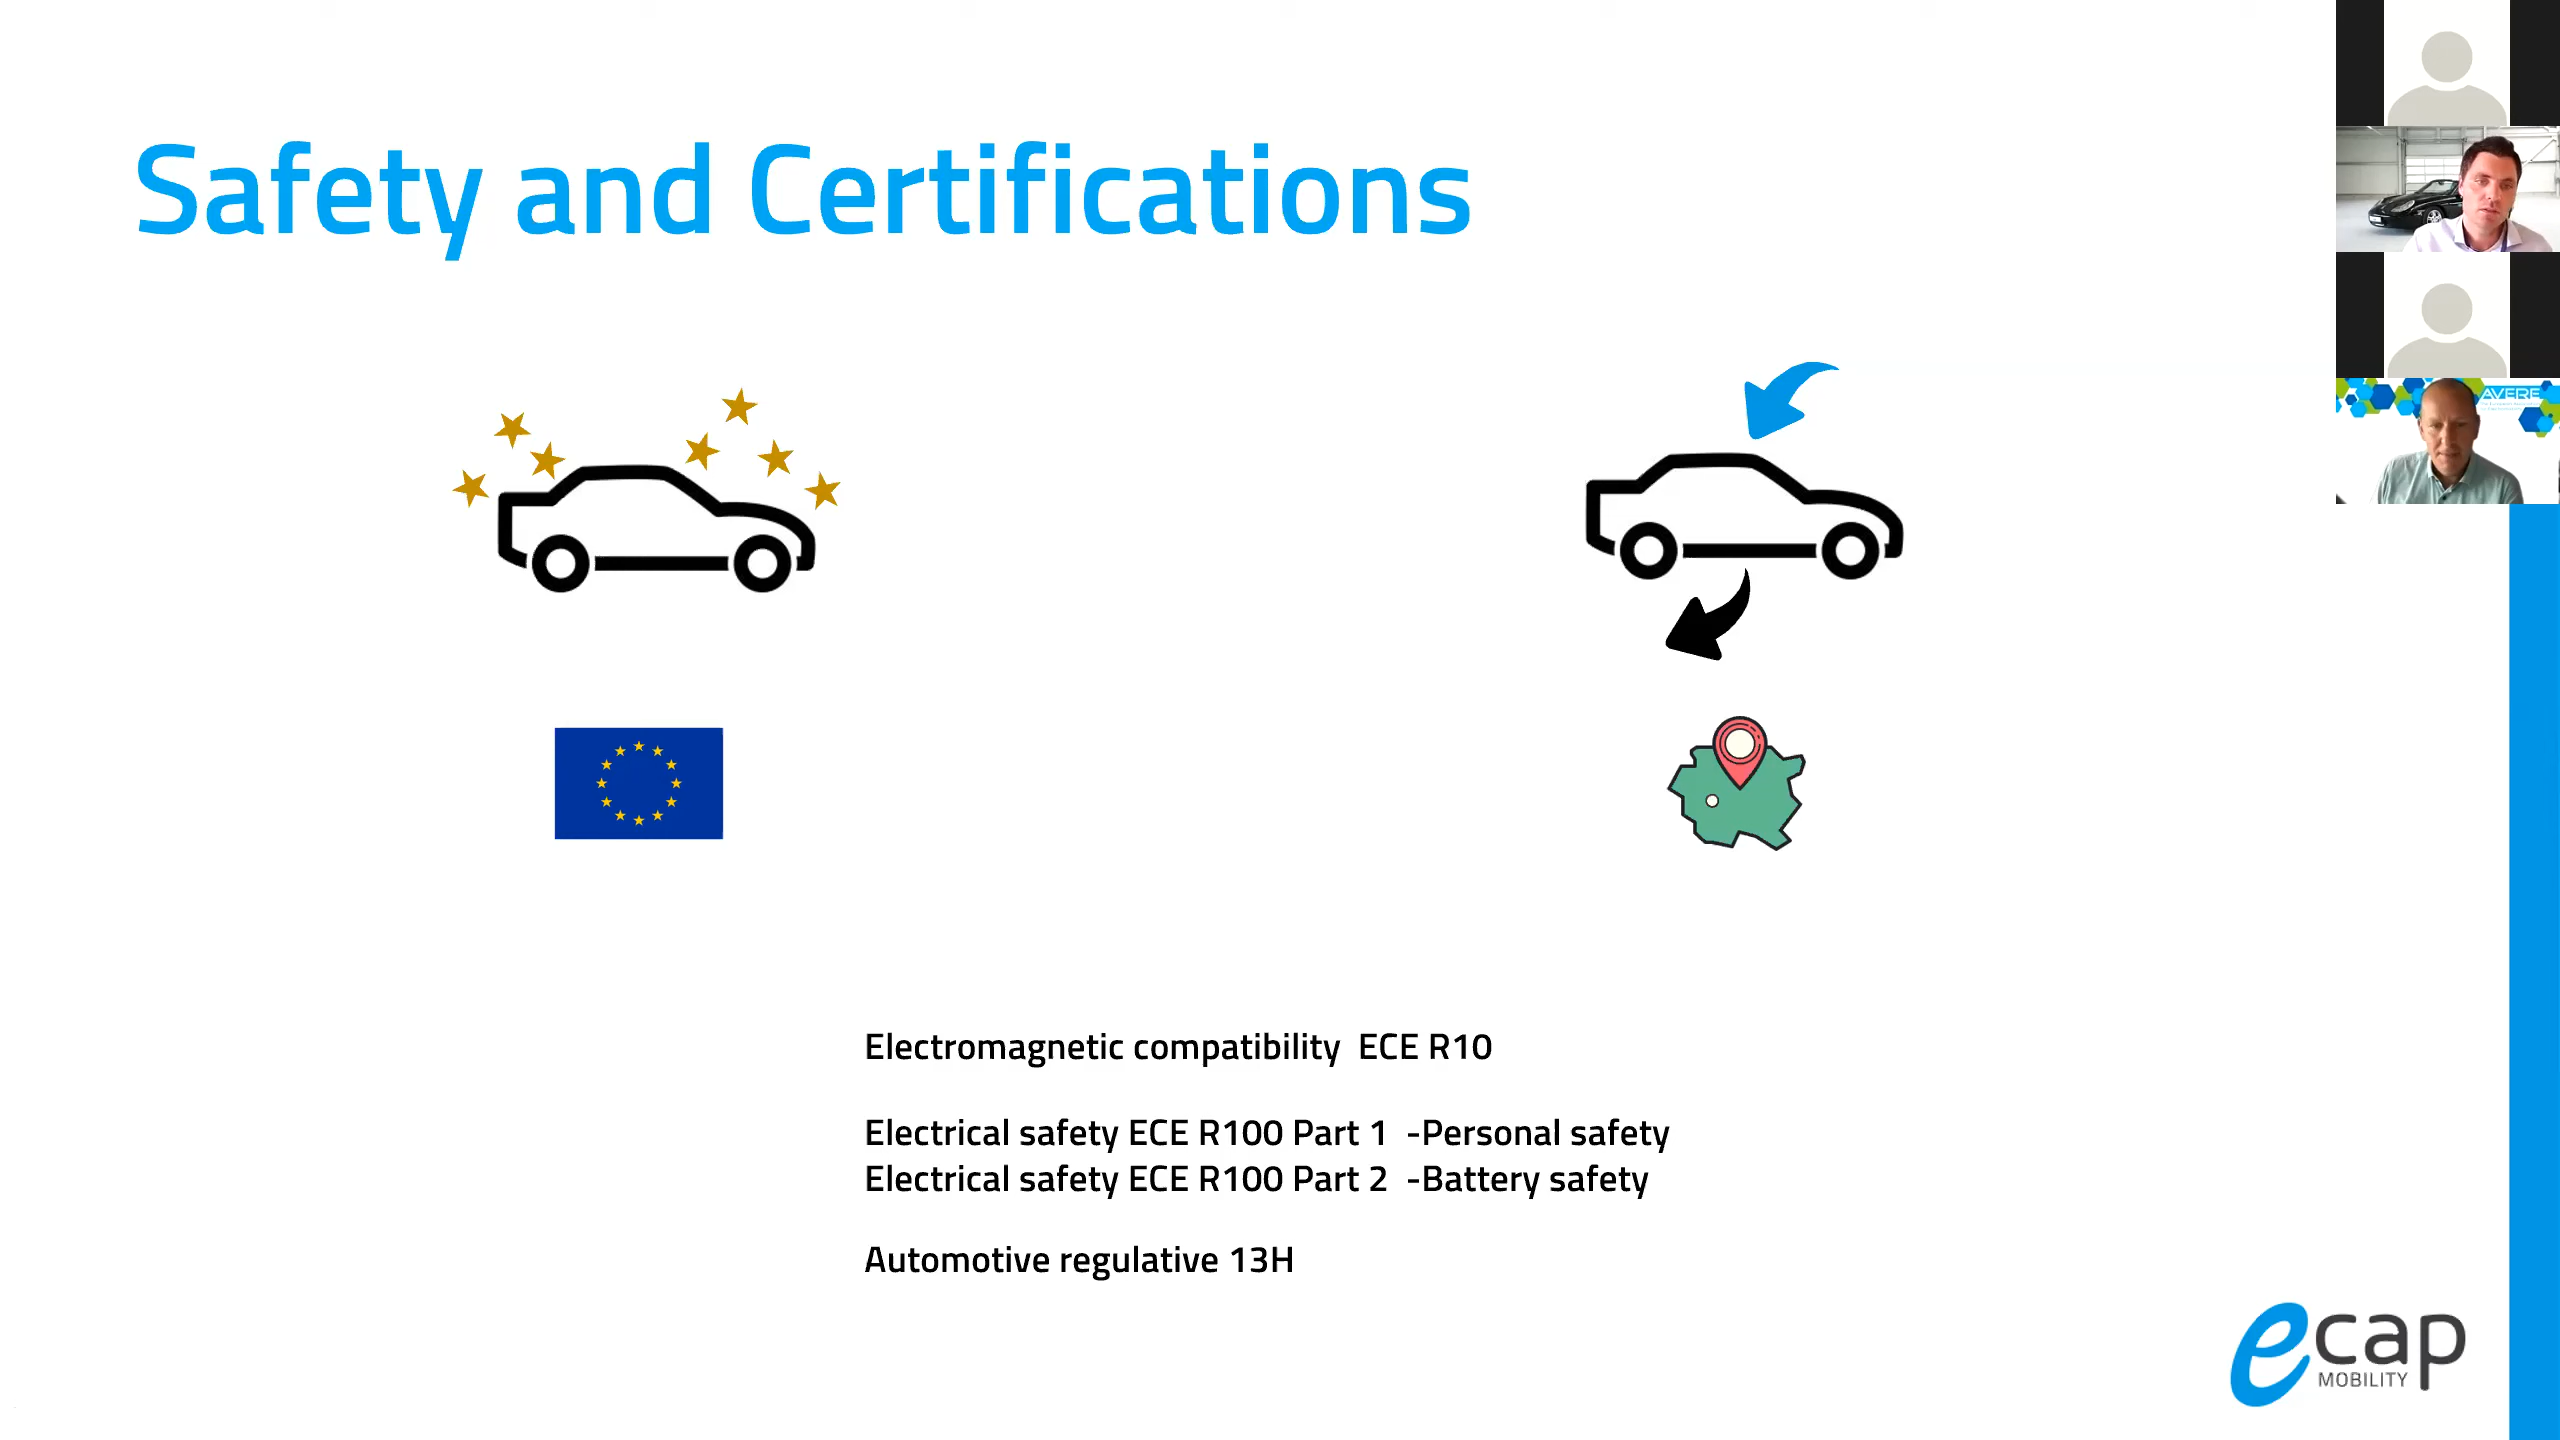 Safety and Certifications
AVERE
Electromagnetic compatibility  ECE R10
Electrical safety ECE R100 Part 1  -Personal safety
Electrical safety ECE R100 Part 2  -Battery safety
Automotive regulative 13H
ecap
MOBILITY